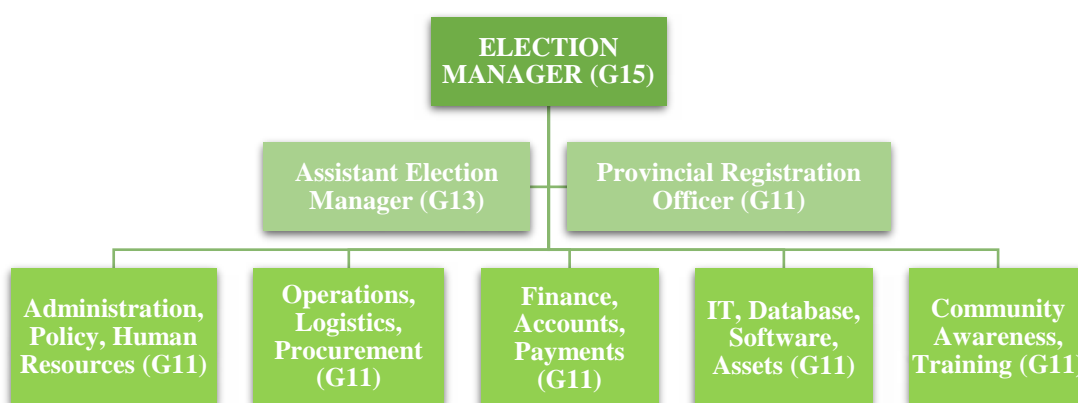 ELECTION
MANAGER (G15)
Assistant Election
Manager (G13)
Provincial Registration
Officer (G11)
Administration,
Policy, Human
Resources (G11)
Operations,
Logistics,
Procurement
(G11)
Finance,
Accounts,
Payments
(G11)
IT, Database,
Software,
Assets (G11)
Community
Awareness,
Training (G11)